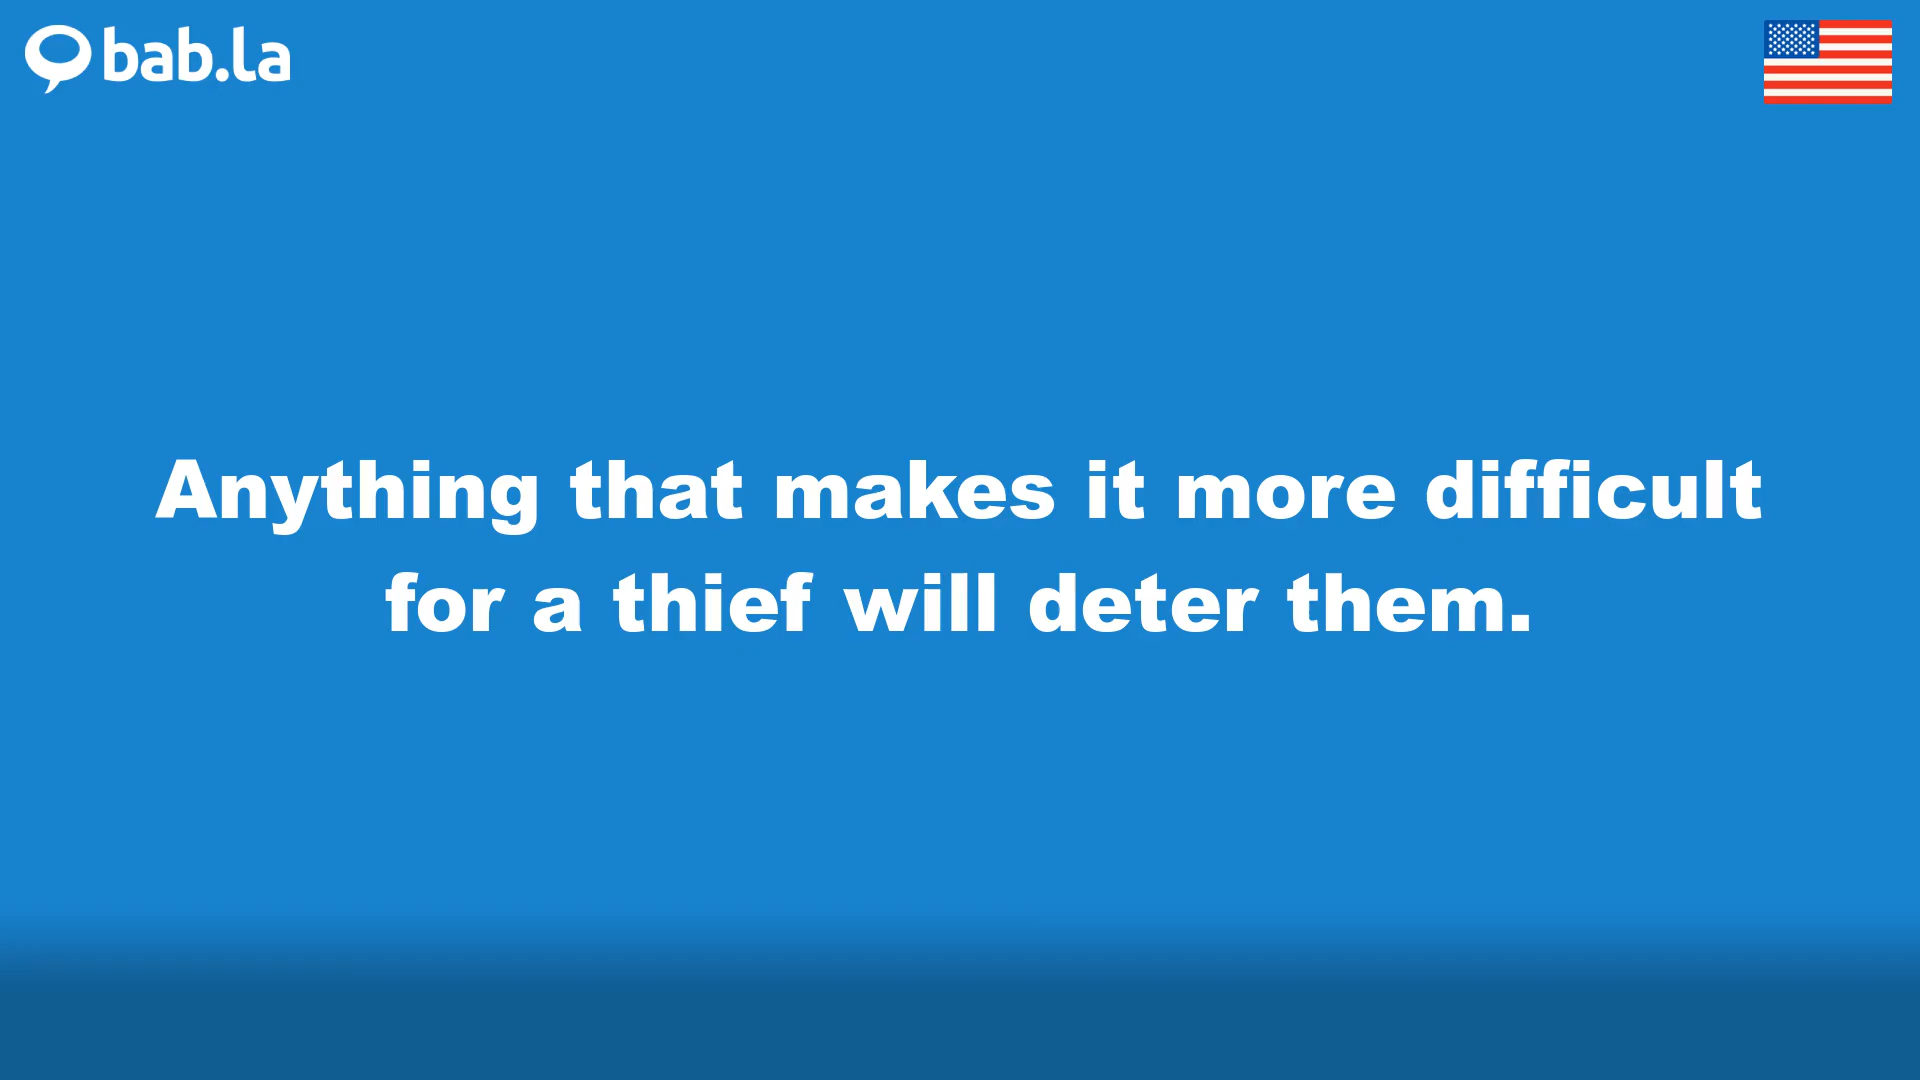 bab.la
Anything that makes it more difficult
for a thief will deter them.